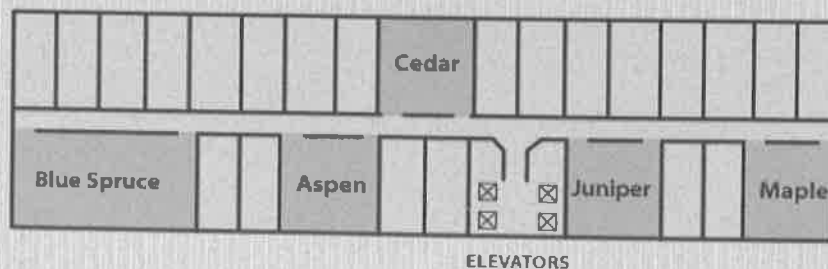 Cedar
Blue Spruce
Aspen
Juniper
Maple
ELEVATORS